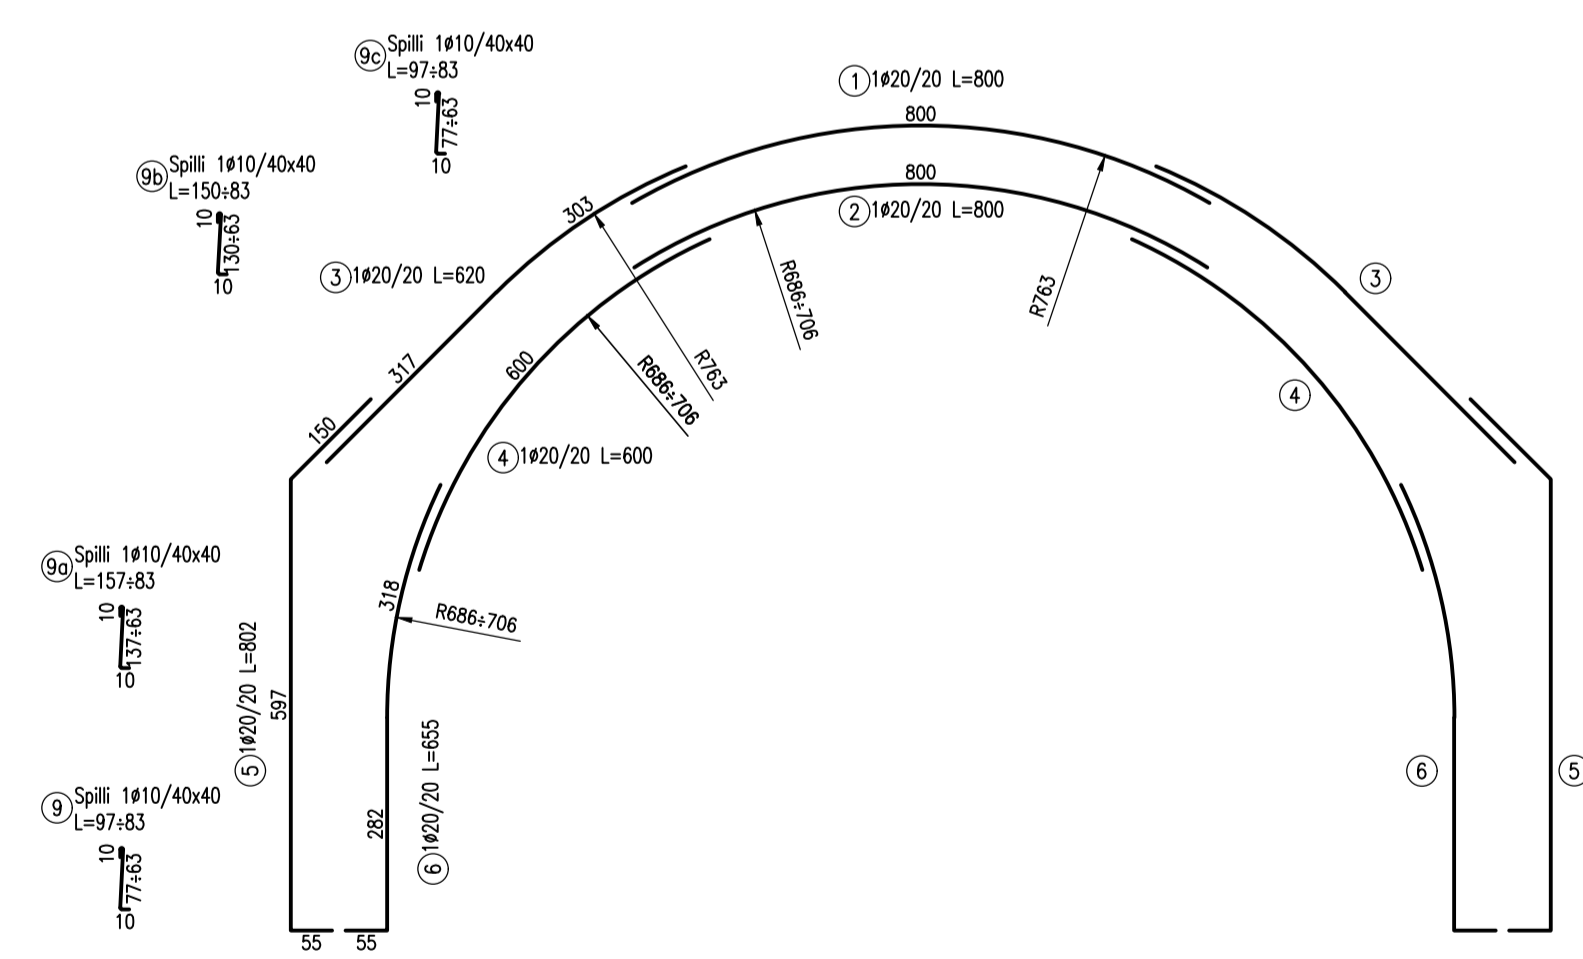 9c Spilli 1ø10/40x40
L=97÷83
10
77÷63
10
1 1ø20/20 L=800
800
800
2 1ø20/20 L=800
9b Spilli 1ø10/40x40
L=150÷83
10
130÷63
10
303
3 1ø20/20 L=620
R686÷706
R763
3
317
600
R763
R686÷706
4
150
4 1ø20/20 L=600
9a Spilli 1ø10/40x40
L=157÷83
10
137÷63
10
318
R686÷706
5 1ø20/20 L=802
597
6 1ø20/20 L=655
282
6
5
9 Spilli 1ø10/40x40
L=97÷83
10
77÷63
10
55
55